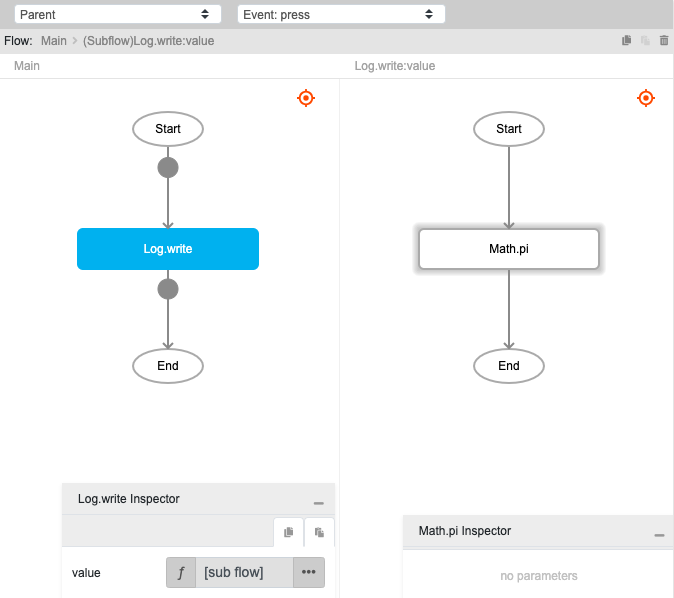 Parent Event: press
Flow: Main > (Subflow)Log.write:value
Main Log.write:value
Start Start
Log.write Math.pi
End End
Log.write Inspector
Math.pi Inspector
value f [sub flow] •••
no parameters